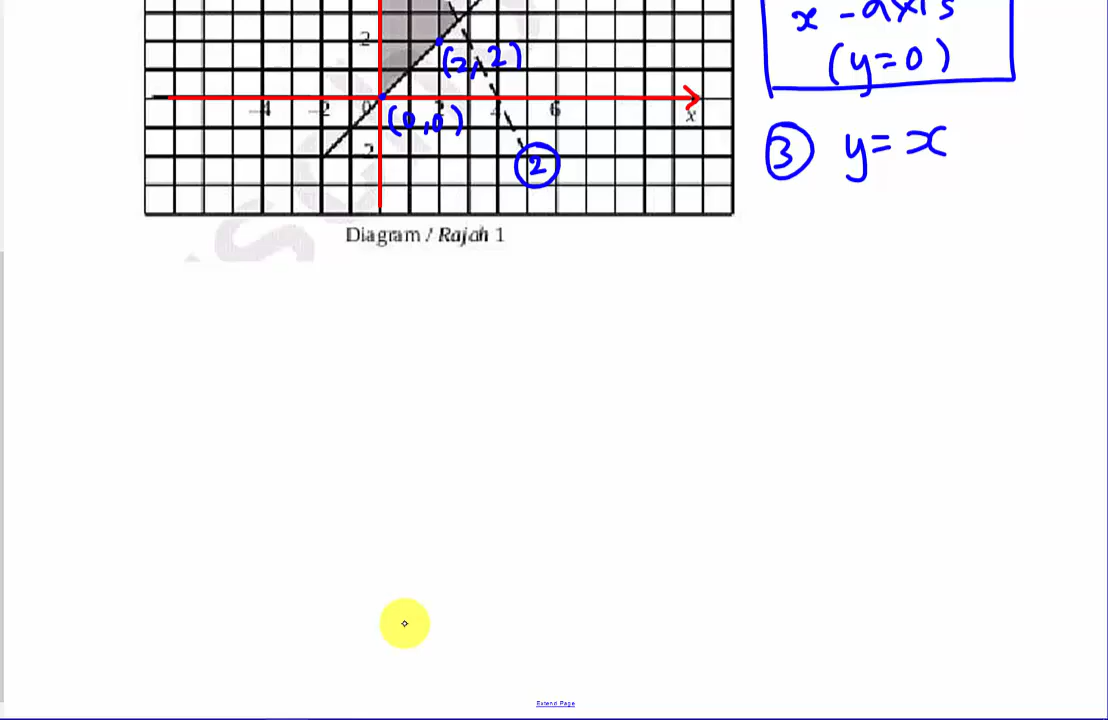 x - axis
(y=0)
2
(2, 2)
-4 -2 0 2 4 6 x
(0,0)
③ y=x
-2
②
Diagram / Rajah 1
Extend Page